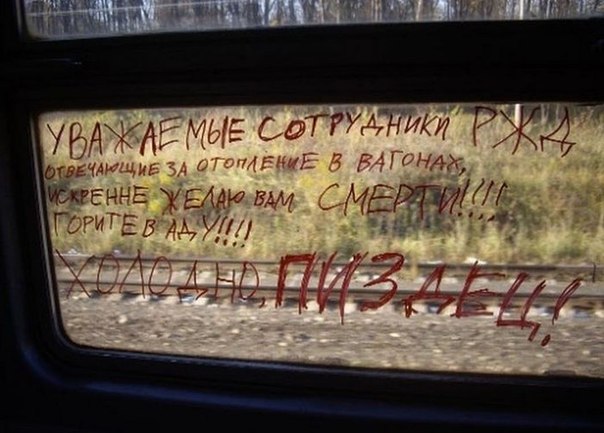 УВАЖАЕМЫЕ СОТРУДНИКИ РЖД,
ОТВЕЧАЮЩИЕ ЗА ОТОПЛЕНИЕ В ВАГОНАХ,
ИСКРЕННЕ ЖЕЛАЮ ВАМ СМЕРТИ!!!!
ГОРИТЕ В АДУ!!!!
ХОЛОДНО, ПИЗДЕЦ!